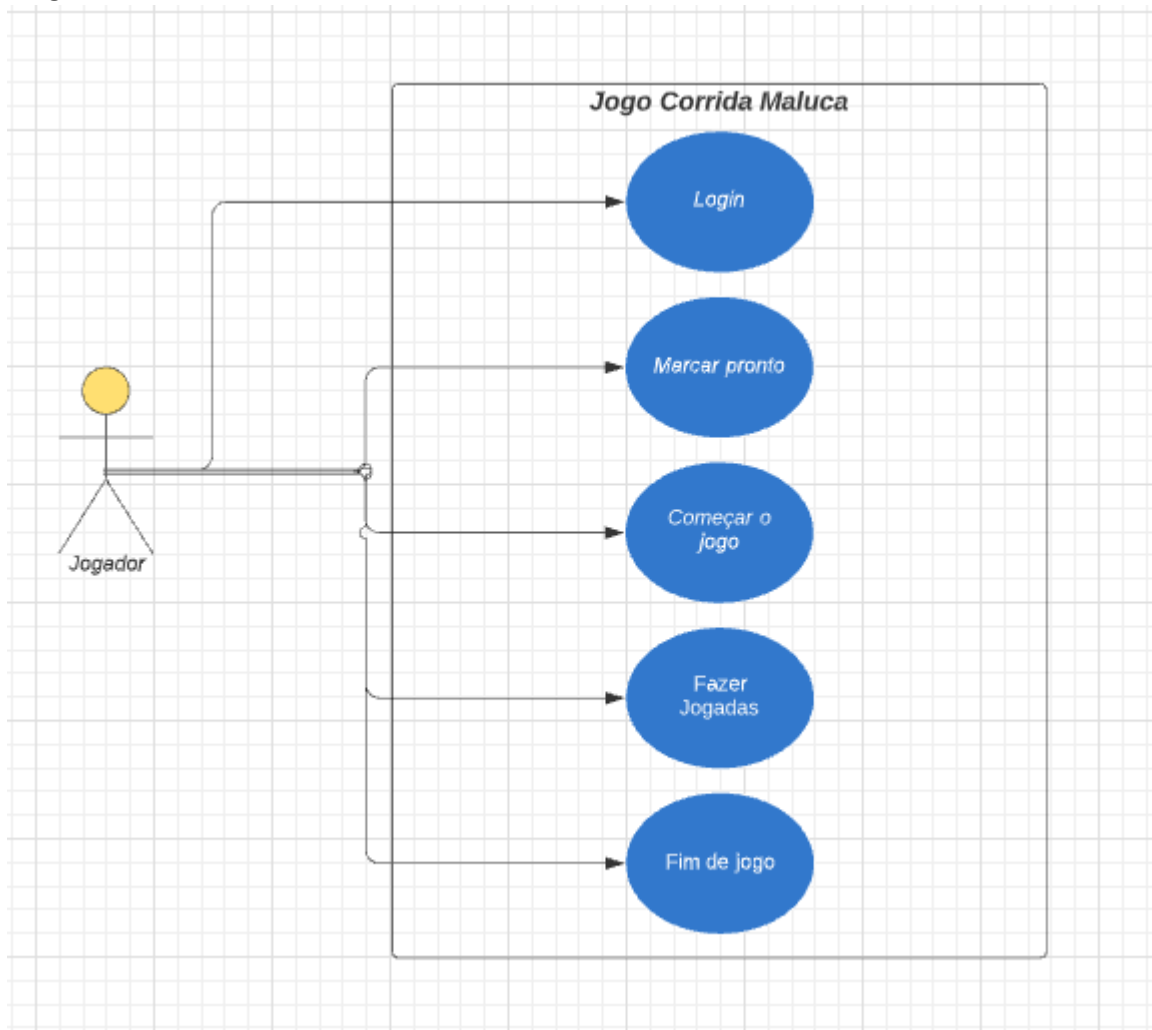 Jogo Corrida Maluca
Login
Marcar pronto
Começar o
jogo
Jogador
Fazer
Jogadas
Fim de jogo